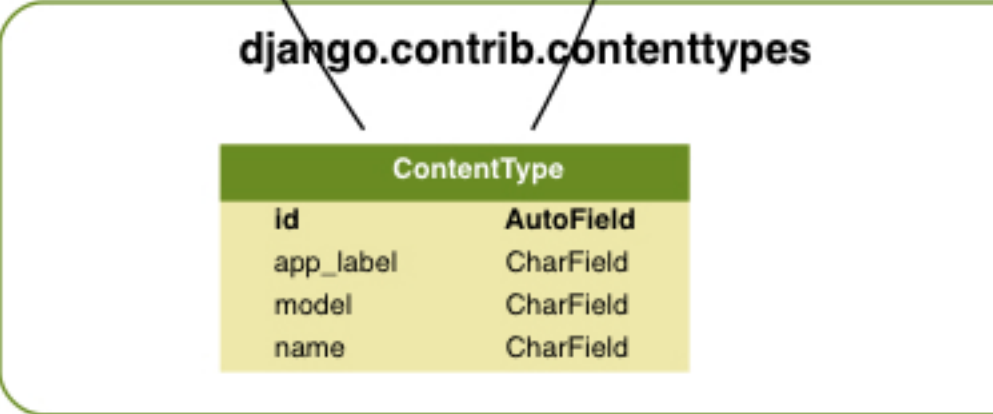 django.contrib.contenttypes
ContentType
id AutoField
app_label CharField
model CharField
name CharField